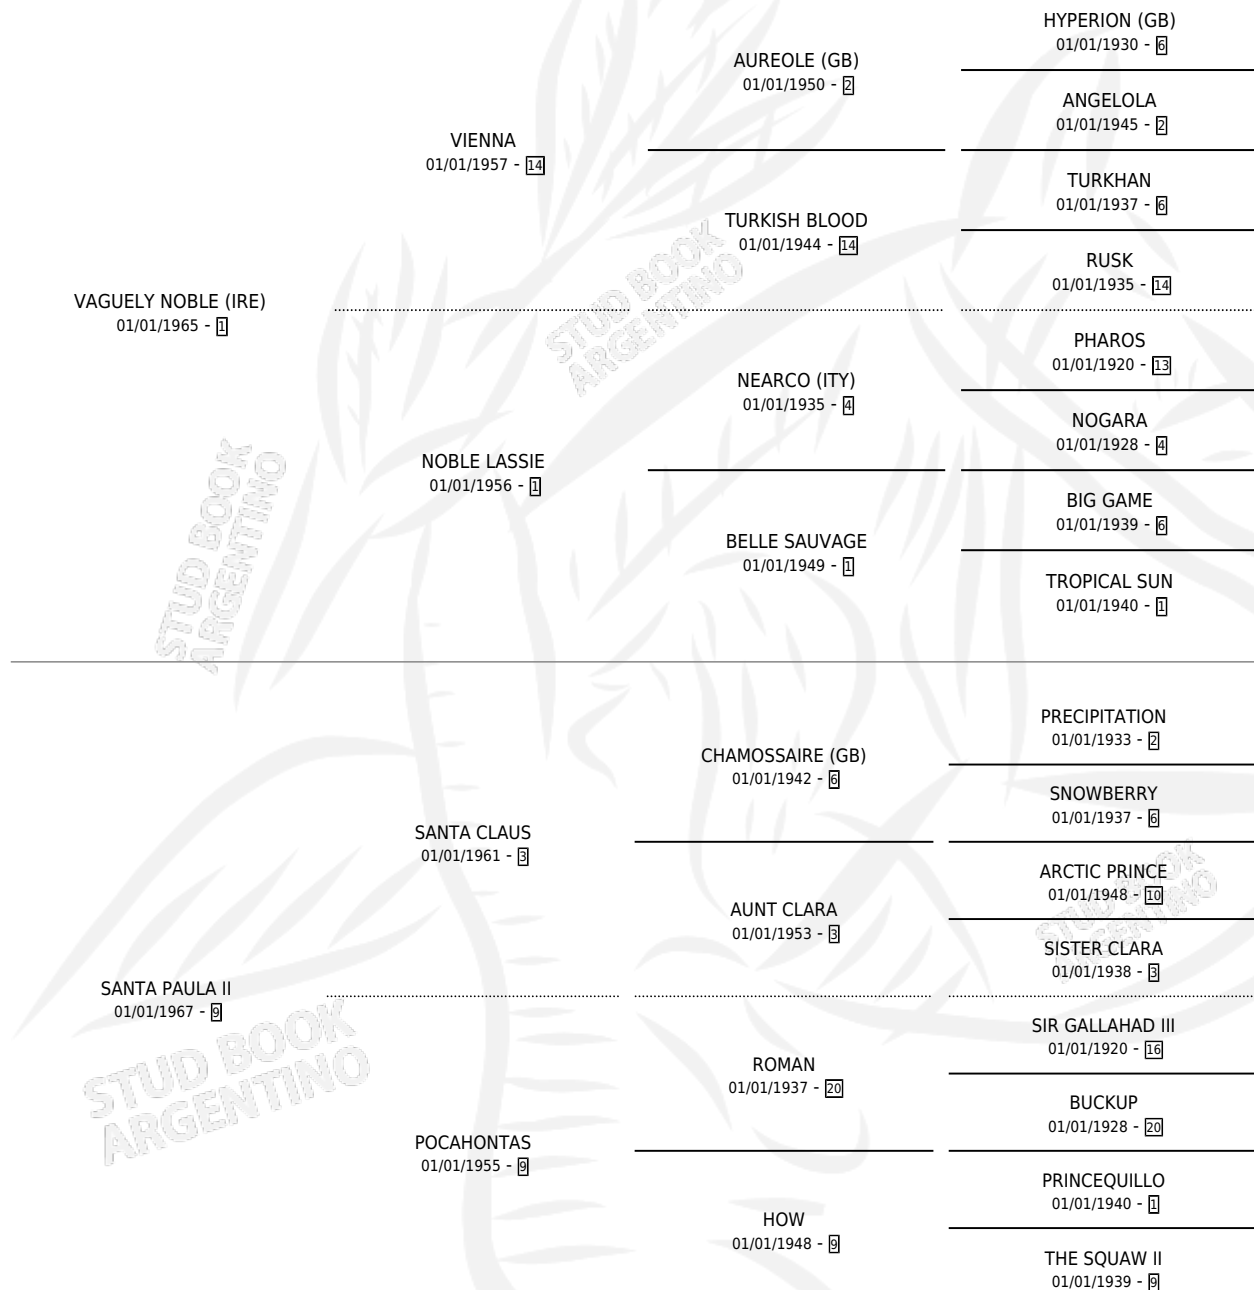 HYPERION (GB)
01/01/1930 - 6
AUREOLE (GB)
01/01/1950 - 2
ANGELOLA
01/01/1945 - 2
VIENNA
01/01/1957 - 14
TURKHAN
01/01/1937 - 6
TURKISH BLOOD
01/01/1944 - 14
RUSK
01/01/1935 - 14
VAGUELY NOBLE (IRE)
01/01/1965 - 1
PHAROS
01/01/1920 - 13
NEARCO (ITY)
01/01/1935 - 4
NOGARA
01/01/1928 - 4
NOBLE LASSIE
01/01/1956 - 1
BIG GAME
01/01/1939 - 6
BELLE SAUVAGE
01/01/1949 - 1
TROPICAL SUN
01/01/1940 - 1
PRECIPITATION
01/01/1933 - 2
CHAMOSSAIRE (GB)
01/01/1942 - 6
SNOWBERRY
01/01/1937 - 6
SANTA CLAUS
01/01/1961 - 3
ARCTIC PRINCE
01/01/1948 - 10
AUNT CLARA
01/01/1953 - 3
SISTER CLARA
01/01/1938 - 3
SANTA PAULA II
01/01/1967 - 9
SIR GALLAHAD III
01/01/1920 - 16
ROMAN
01/01/1937 - 20
BUCKUP
01/01/1928 - 20
POCAHONTAS
01/01/1955 - 9
PRINCEQUILLO
01/01/1940 - 1
HOW
01/01/1948 - 9
THE SQUAW II
01/01/1939 - 9
STUD BOOK
ARGENTINO
STUD BOOK
ARGENTINO
STUD BOOK
ARGENTINO
STUD BOOK
ARGENTINO